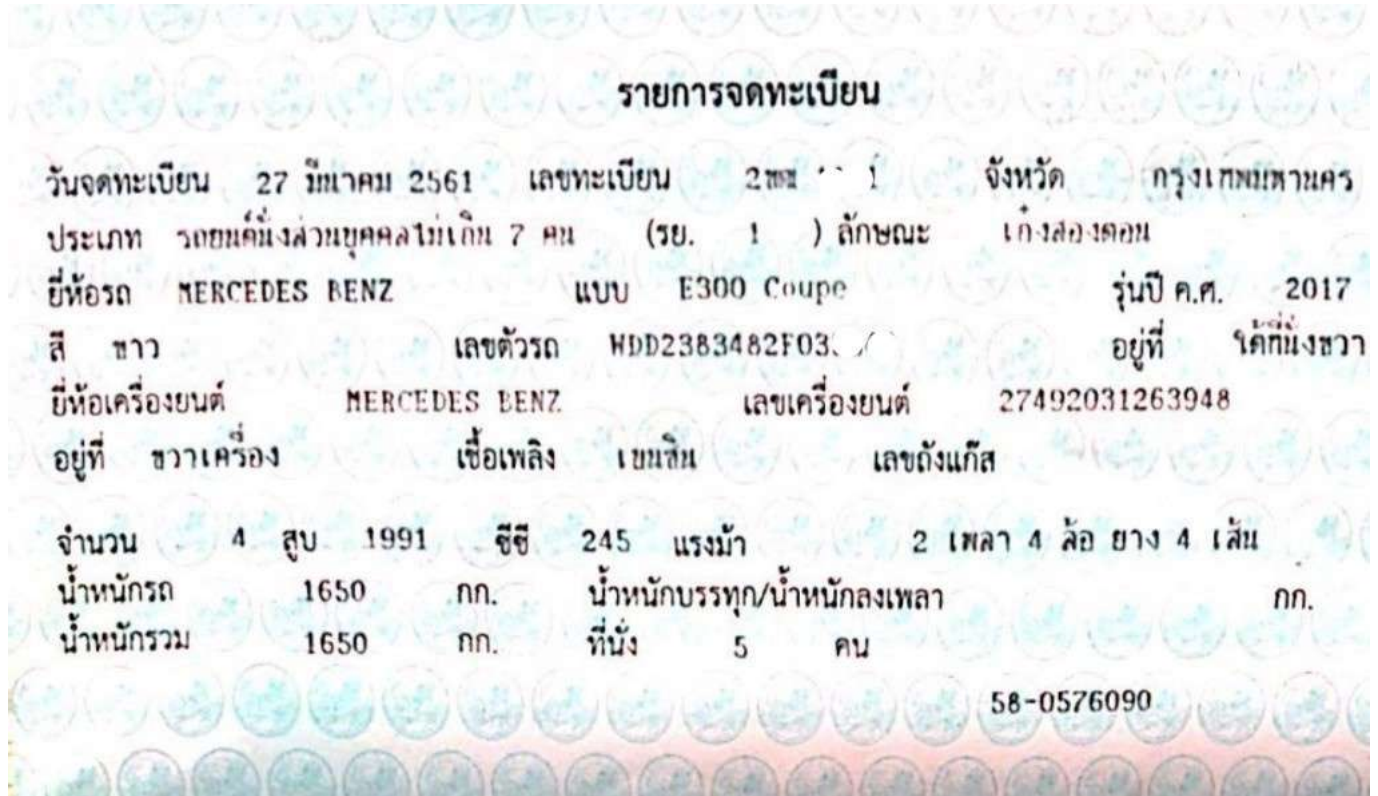 รายการจดทะเบียน
วันจดทะเบียน 27 มีนาคม 2561 เลขทะเบียน จังหวัด กรุงเทพมหานคร
ประเภท รถยนต์นั่งส่วนบุคคลไม่เกิน 7 คน (รย. 1 ) ลักษณะ เก๋งสองตอน
ยี่ห้อรถ MERCEDES BENZ แบบ E300 Coupe รุ่นปี ค.ศ. 2017
สี ขาว เลขตัวรถ WDD2383482F03 อยู่ที่ ใต้ที่นั่งขวา
ยี่ห้อเครื่องยนต์ MERCEDES BENZ เลขเครื่องยนต์ 27492031263948
อยู่ที่ ขวาเครื่อง เชื้อเพลิง เบนซิน เลขถังแก๊ส
จำนวน 4 สูบ 1991 ซีซี 245 แรงม้า 2 เพลา 4 ล้อ ยาง 4 เส้น
น้ำหนักรถ 1650 กก. น้ำหนักบรรทุก/น้ำหนักลงเพลา กก.
น้ำหนักรวม 1650 กก. ที่นั่ง 5 คน
58-0576090